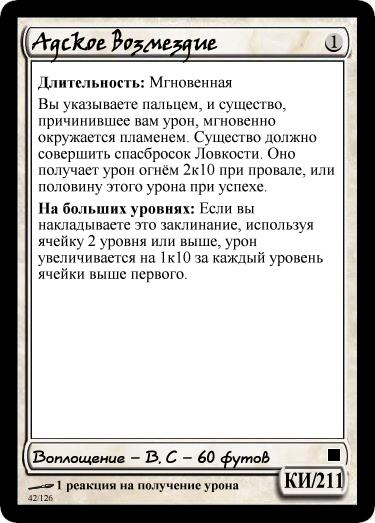 Адское Возмездие 1
Длительность: Мгновенная
Вы указываете пальцем, и существо,
причинившее вам урон, мгновенно
окружается пламенем. Существо должно
совершить спасбросок Ловкости. Оно
получает урон огнём 2к10 при провале, или
половину этого урона при успехе.
На больших уровнях: Если вы
накладываете это заклинание, используя
ячейку 2 уровня или выше, урон
увеличивается на 1к10 за каждый уровень
ячейки выше первого.
Воплощение – В, С – 60 футов
1 реакция на получение урона
КИ/211
42/126